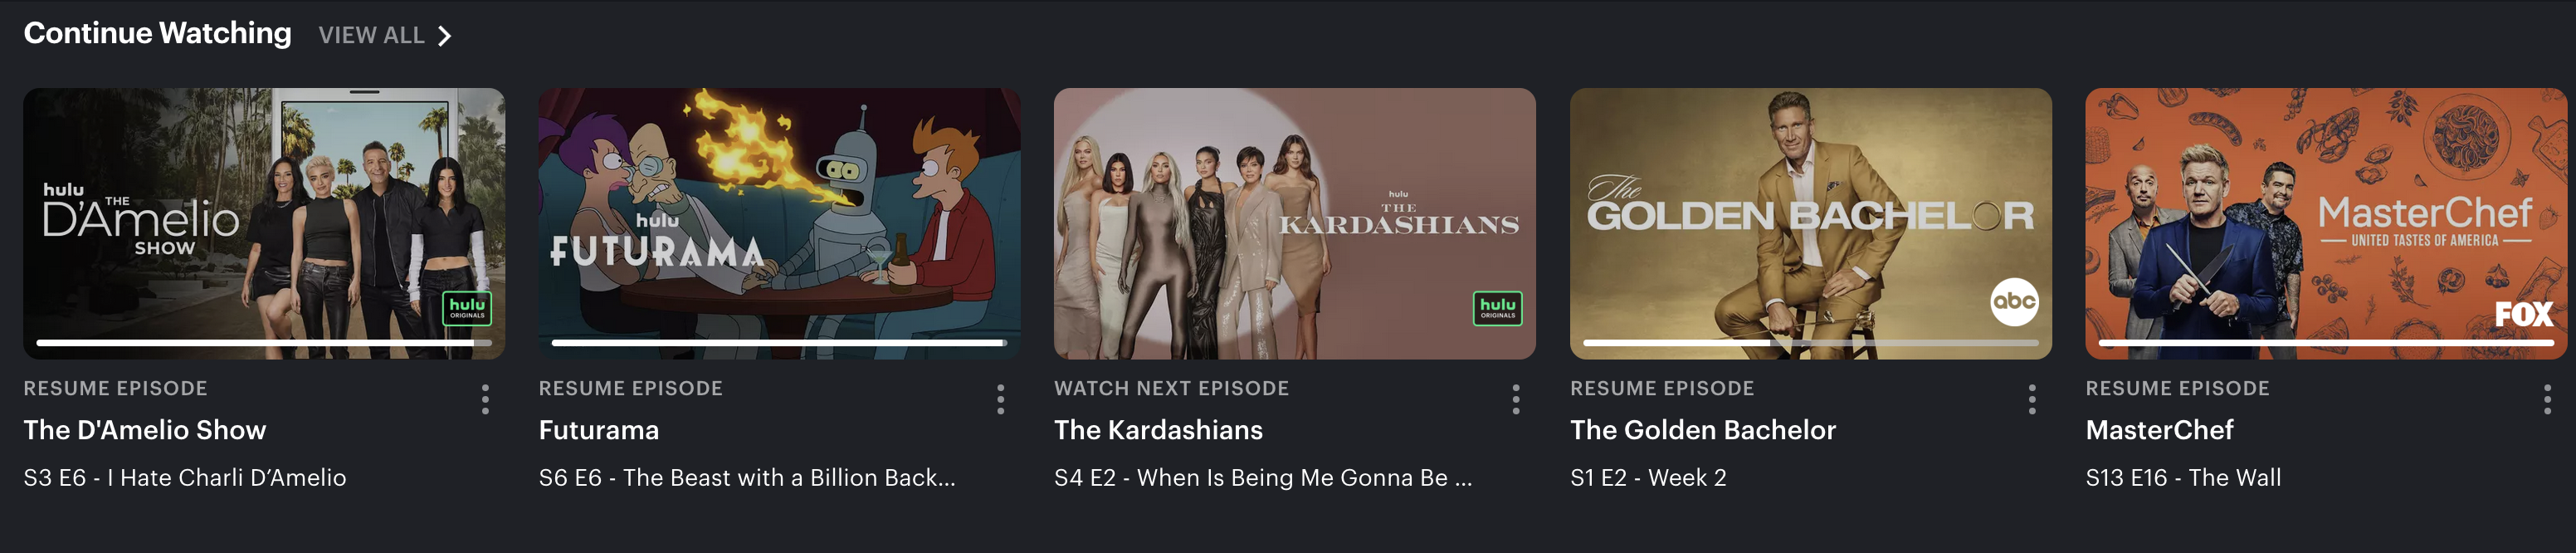 Continue Watching VIEW ALL
hulu
THE
D'Amelio
SHOW
hulu
ORIGINALS
RESUME EPISODE
The D'Amelio Show
S3 E6 - I Hate Charli D’Amelio
hulu
FUTURAMA
RESUME EPISODE
Futurama
S6 E6 - The Beast with a Billion Back...
hulu
THE
KARDASHIANS
hulu
ORIGINALS
WATCH NEXT EPISODE
The Kardashians
S4 E2 - When Is Being Me Gonna Be ...
The
GOLDEN BACHELOR
abc
RESUME EPISODE
The Golden Bachelor
S1 E2 - Week 2
MasterChef
UNITED TASTES OF AMERICA
FOX
RESUME EPISODE
MasterChef
S13 E16 - The Wall